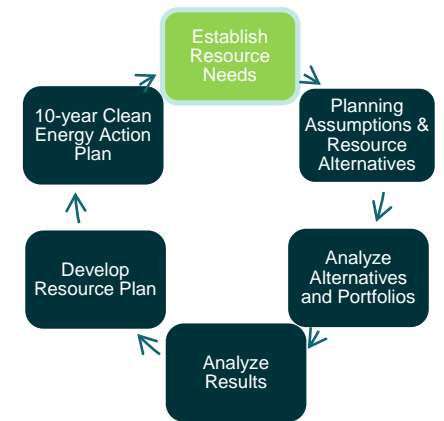 Establish
Resource
Needs
Planning
Assumptions &
Resource
Alternatives
Analyze
Alternatives
and Portfolios
Analyze
Results
Develop
Resource Plan
10-year Clean
Energy Action
Plan